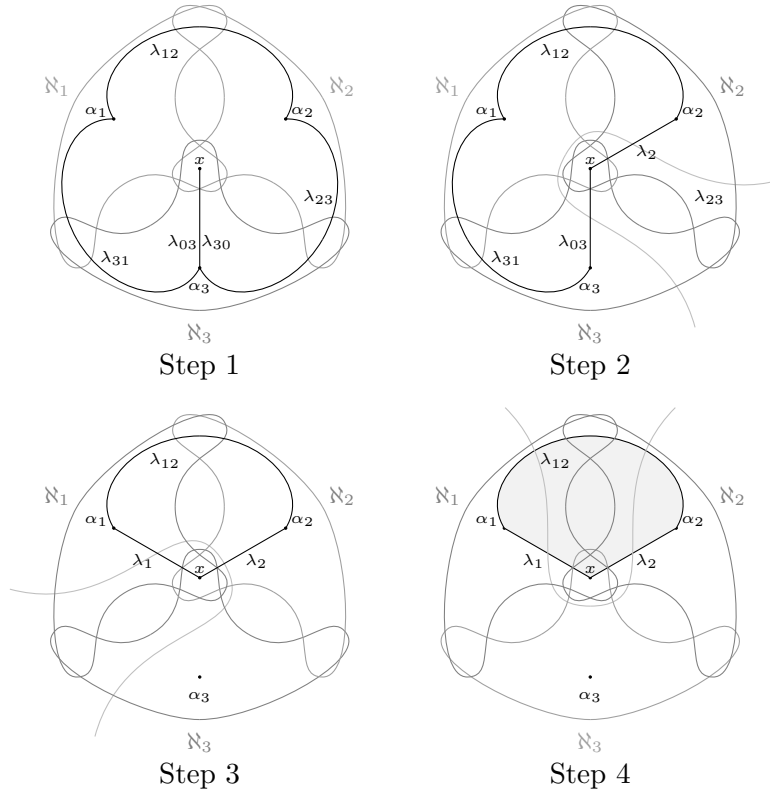 λ₁₂
ℵ₁ ℵ₂
α₁ α₂
x
λ₂₃
λ₀₃ λ₃₀
λ₃₁
α₃
ℵ₃
Step 1
λ₁₂
ℵ₁ ℵ₂
α₁ α₂
λ₂
x
λ₂₃
λ₀₃
λ₃₁
α₃
ℵ₃
Step 2
λ₁₂
ℵ₁ ℵ₂
α₁ α₂
λ₁ λ₂
x
α₃
ℵ₃
Step 3
λ₁₂
ℵ₁ ℵ₂
α₁ α₂
λ₁ λ₂
x
α₃
ℵ₃
Step 4